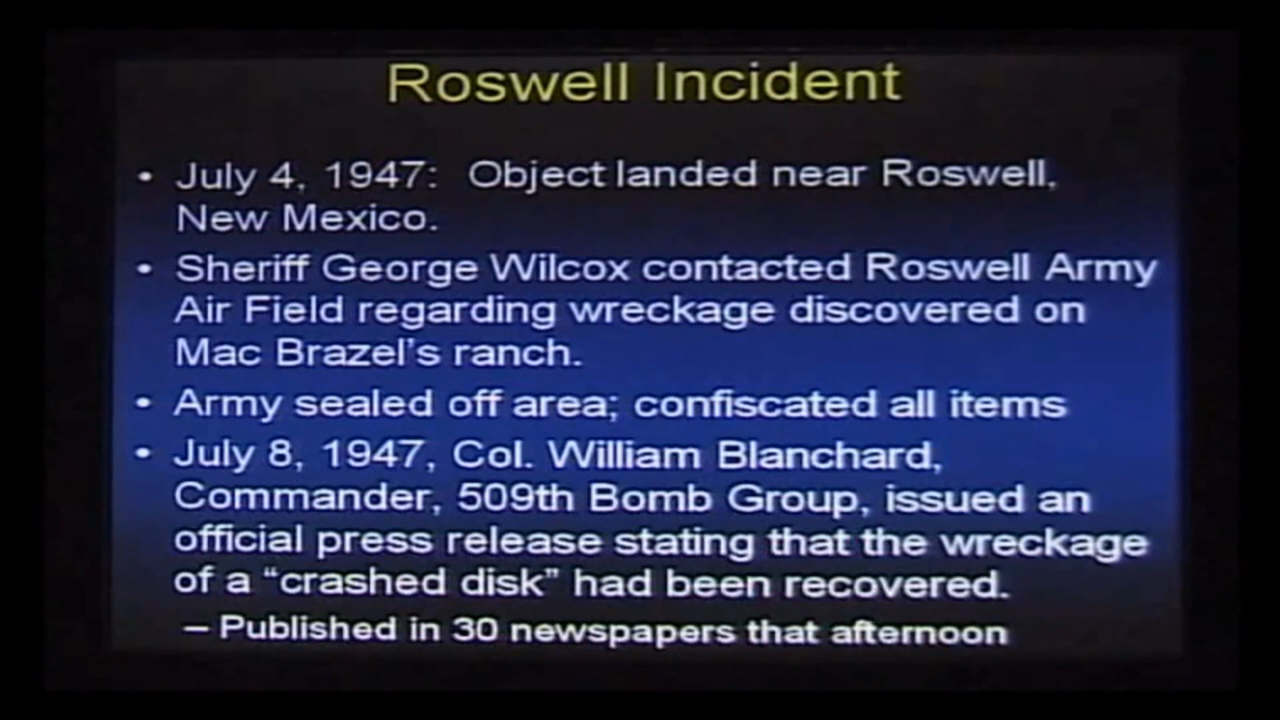 Roswell Incident
• July 4, 1947: Object landed near Roswell,
New Mexico.
• Sheriff George Wilcox contacted Roswell Army
Air Field regarding wreckage discovered on
Mac Brazel's ranch.
• Army sealed off area; confiscated all items
• July 8, 1947, Col. William Blanchard,
Commander, 509th Bomb Group, issued an
official press release stating that the wreckage
of a “crashed disk” had been recovered.
– Published in 30 newspapers that afternoon